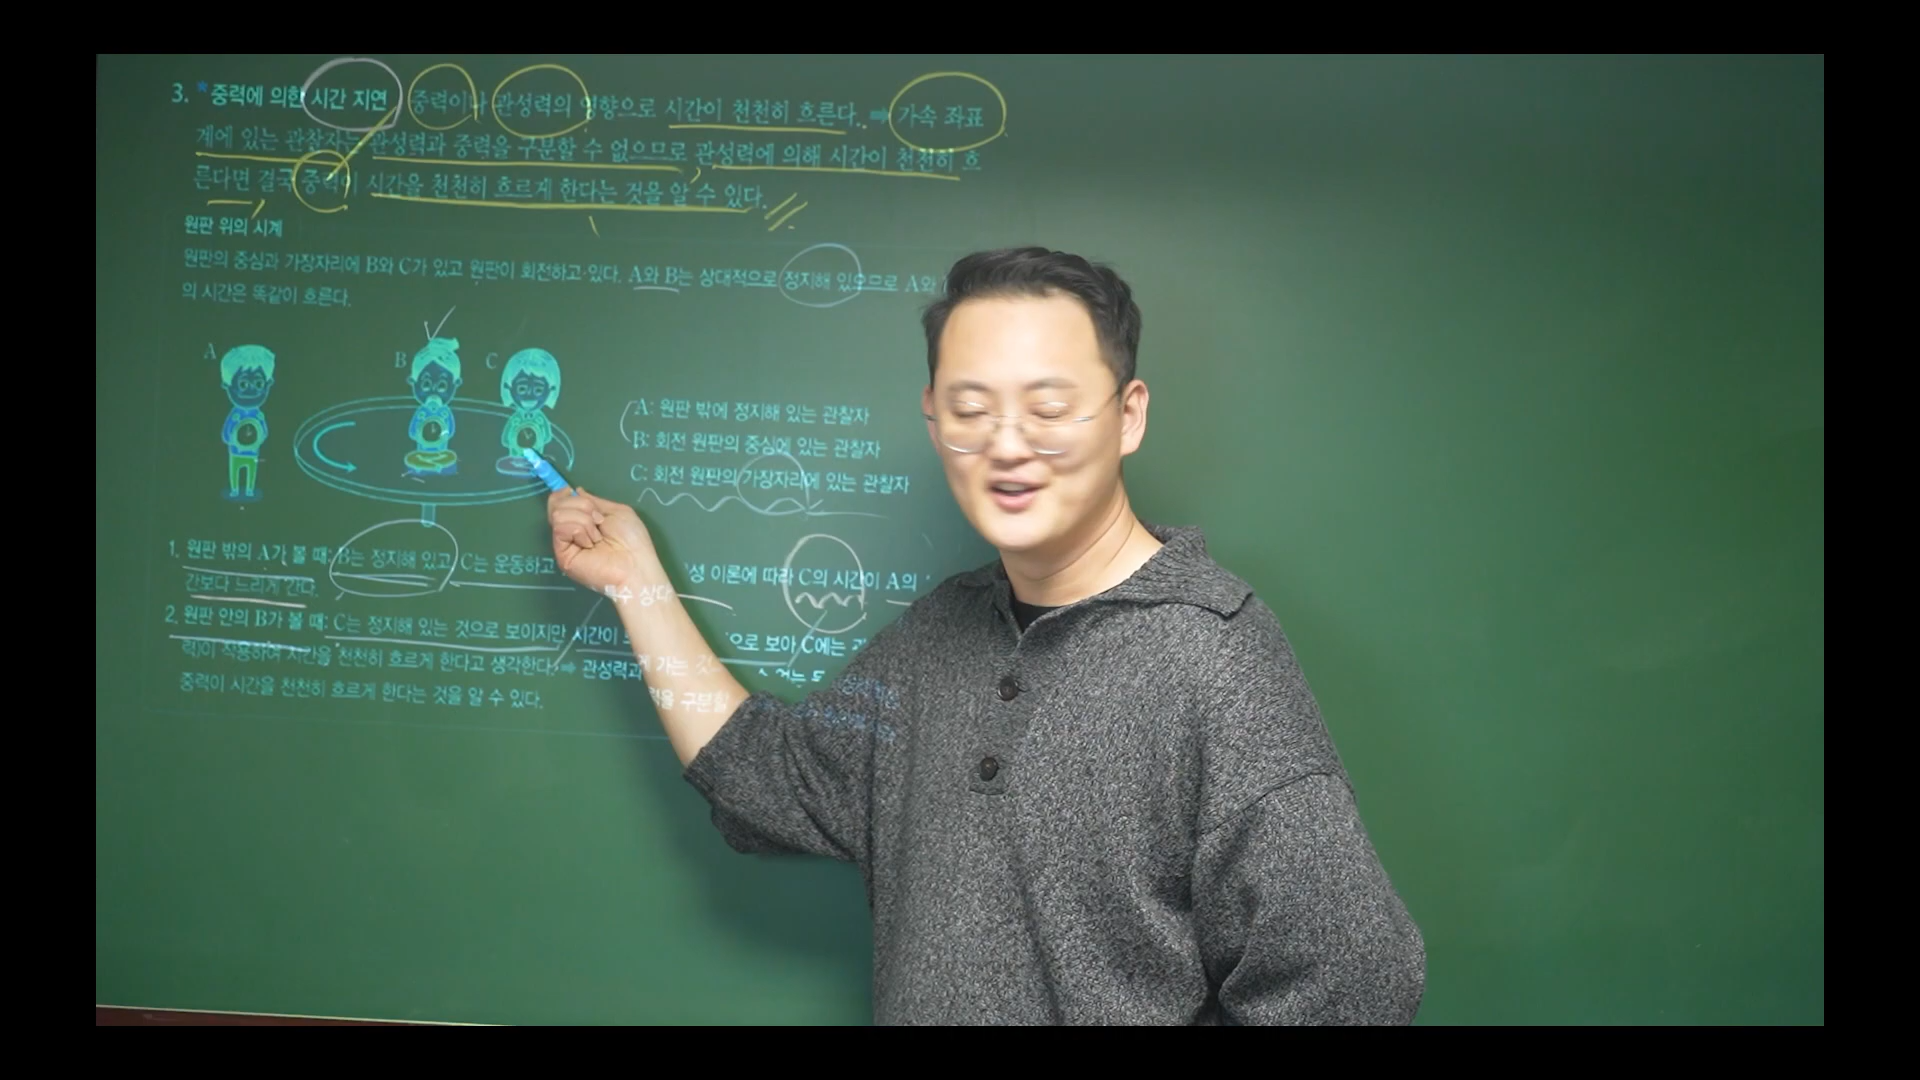 3. *중력에 의한 시간 지연 중력이나 관성력의 영향으로 시간이 천천히 흐른다. ⇒ 가속 좌표
계에 있는 관찰자는 관성력과 중력을 구분할 수 없으므로 관성력에 의해 시간이 천천히 흐
른다면 결국 중력이 시간을 천천히 흐르게 한다는 것을 알 수 있다.
원판 위의 시계
원판의 중심과 가장자리에 B와 C가 있고 원판이 회전하고 있다. A와 B는 상대적으로 정지해 있으므로 A와
의 시간은 똑같이 흐른다.
A B C
A: 원판 밖에 정지해 있는 관찰자
B: 회전 원판의 중심에 있는 관찰자
C: 회전 원판의 가장자리에 있는 관찰자
1. 원판 밖의 A가 볼 때: B는 정지해 있고, C는 운동하고 특수 상대성 이론에 따라 C의 시간이 A의
간보다 느리게 간다.
2. 원판 안의 B가 볼 때: C는 정지해 있는 것으로 보이지만 시간이 가는 것으로 보아 C에는
력)이 작용하여 시간을 천천히 흐르게 한다고 생각한다. ⇒ 관성력과 구분할
중력이 시간을 천천히 흐르게 한다는 것을 알 수 있다.